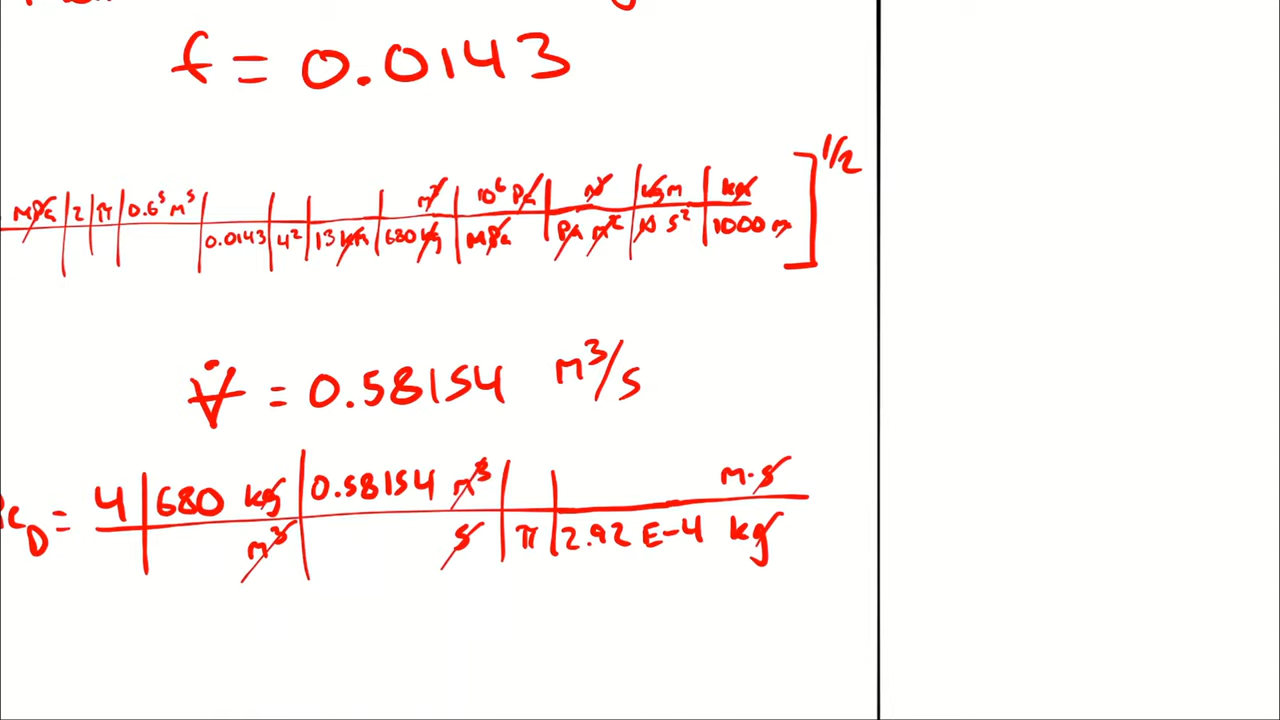 f = 0.0143
MPa | 2 | π | 0.6⁵ m⁵ | | | | m³ | 10⁶ Pa | N | kg m | km ]^1/2
0.0143 | 4² | 13 km | 680 kg | MPa | Pa m² | N s² | 1000 m
V̇ = 0.58154 m³/s
4 | 680 kg | 0.58154 m³ | | m·s
e_D = m³ | s | π | 2.92 E-4 kg